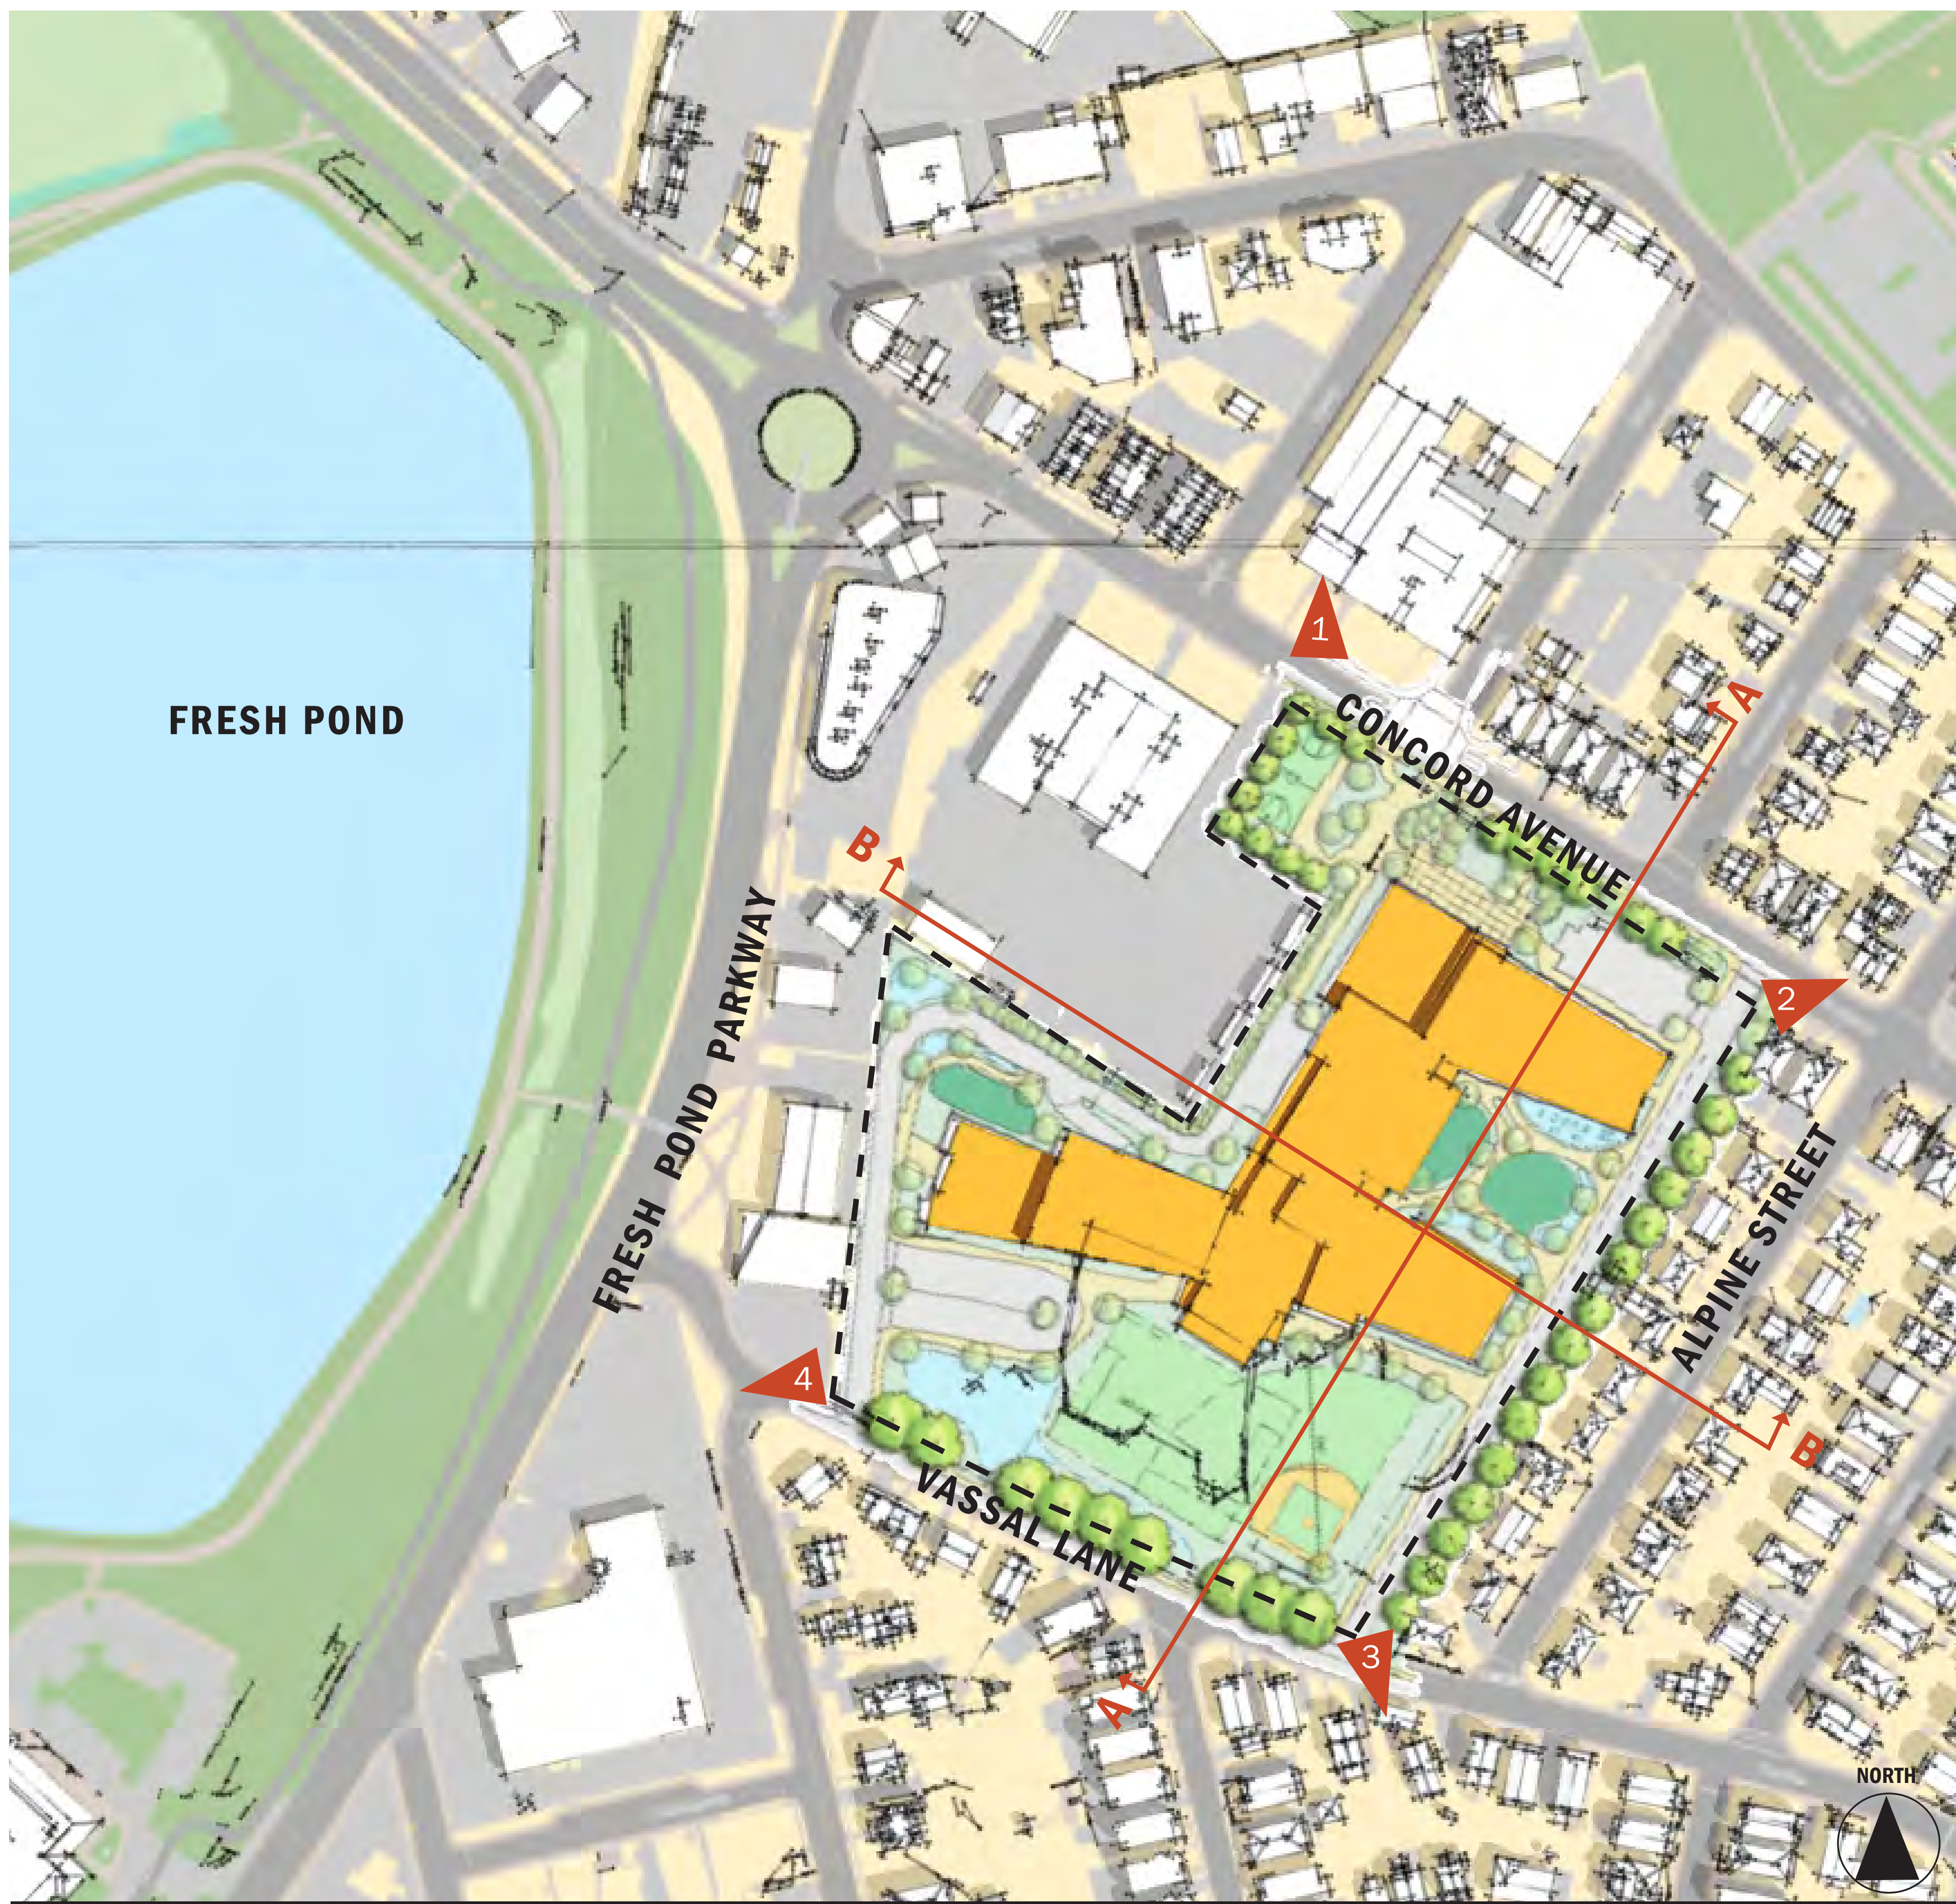 1
A
FRESH POND
CONCORD AVENUE
B
2
FRESH POND PARKWAY
ALPINE STREET
4
B
VASSAL LANE
3
A
NORTH